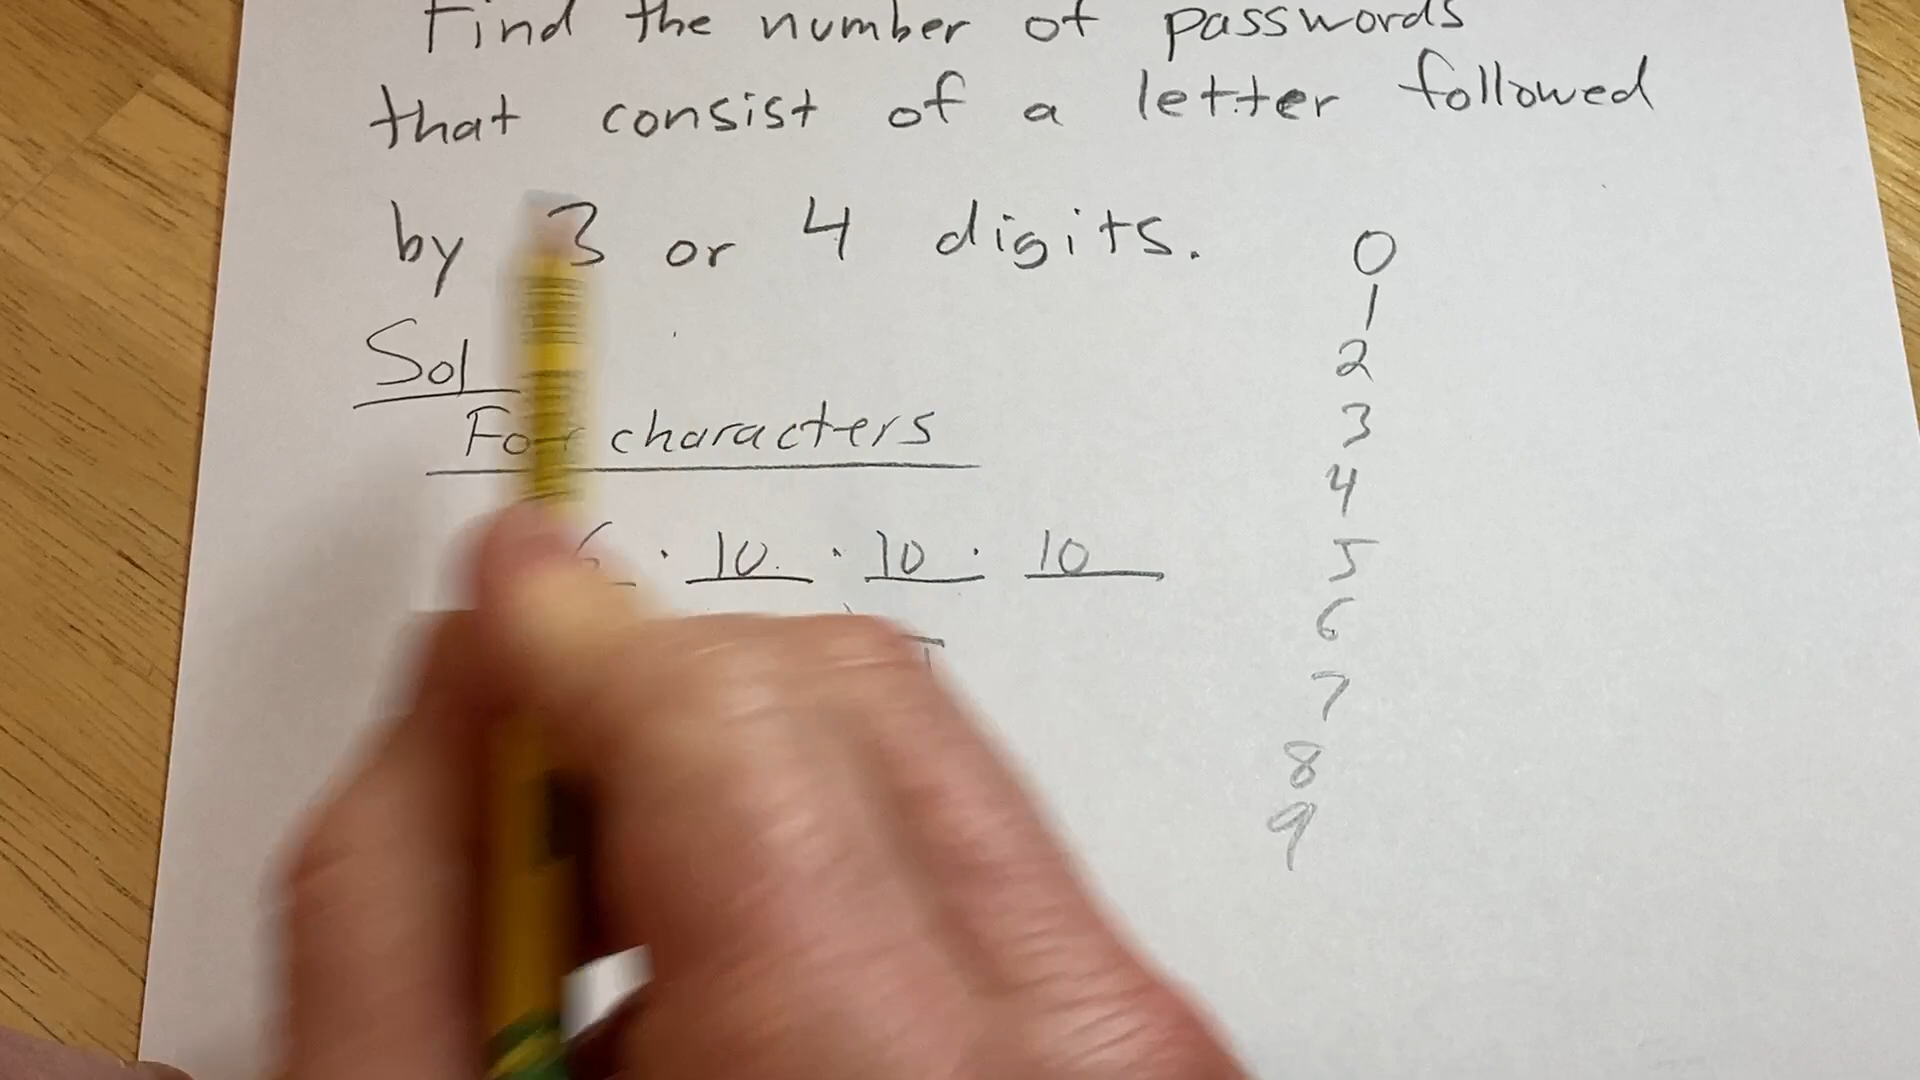 Find the number of passwords
that consist of a letter followed
by 3 or 4 digits.
Sol
characters
6 · 10 · 10 · 10
0
1
2
3
4
5
6
7
8
9